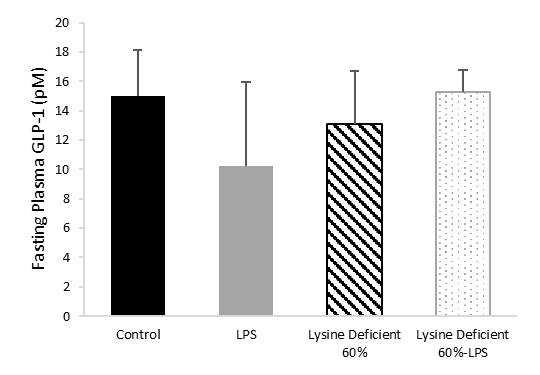 20
18
16
14
12
10
8
6
4
2
0
Fasting Plasma GLP-1 (pM)
Control
LPS
Lysine Deficient
60%
Lysine Deficient
60%-LPS